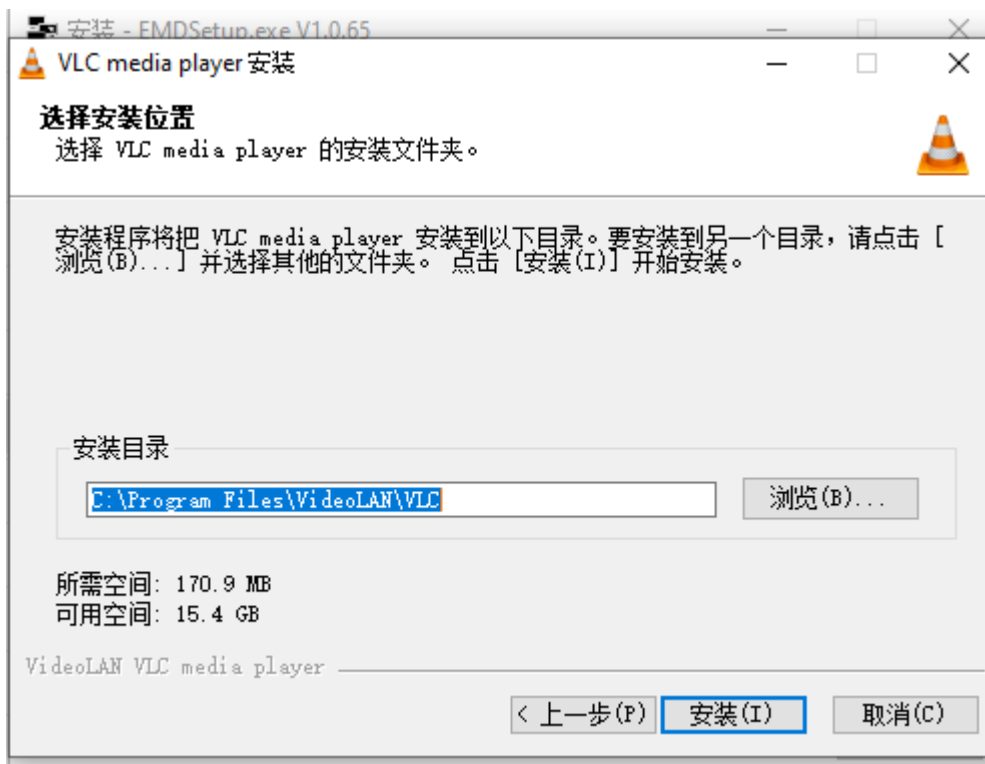 安装 - EMDSetup.exe V1.0.65
VLC media player 安装
选择安装位置
选择 VLC media player 的安装文件夹。
安装程序将把 VLC media player 安装到以下目录。要安装到另一个目录，请点击 [
浏览(B)...] 并选择其他的文件夹。 点击 [安装(I)] 开始安装。
安装目录
C:\Program Files\VideoLAN\VLC
浏览(B)...
所需空间: 170.9 MB
可用空间: 15.4 GB
VideoLAN VLC media player
< 上一步(P)
安装(I)
取消(C)